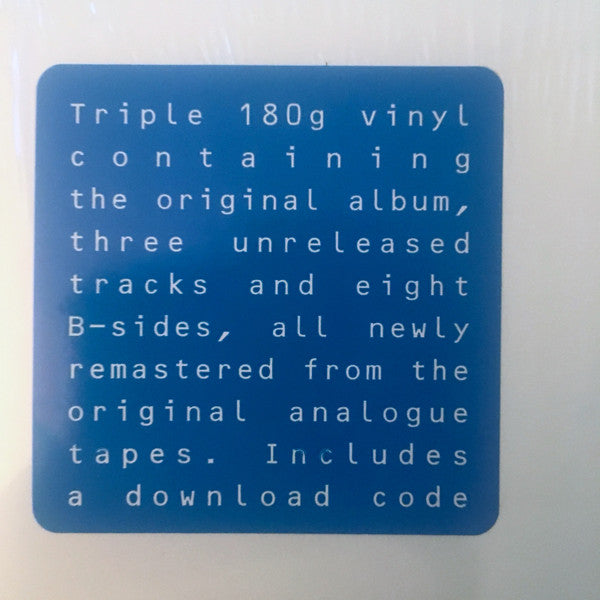 Triple 180g vinyl
containing
the original album,
three unreleased
tracks and eight
B-sides, all newly
remastered from the
original analogue
tapes. Includes
a download code